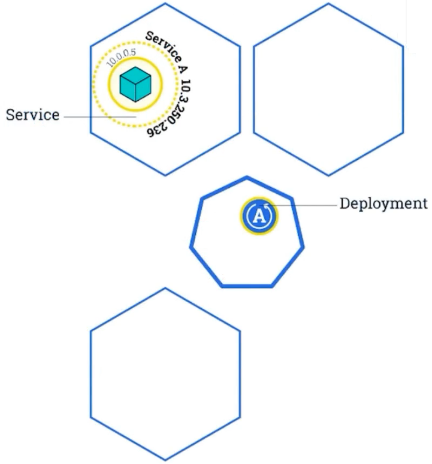 Service A 10.3.250.236
10.0.0.5
Service
A
Deployment